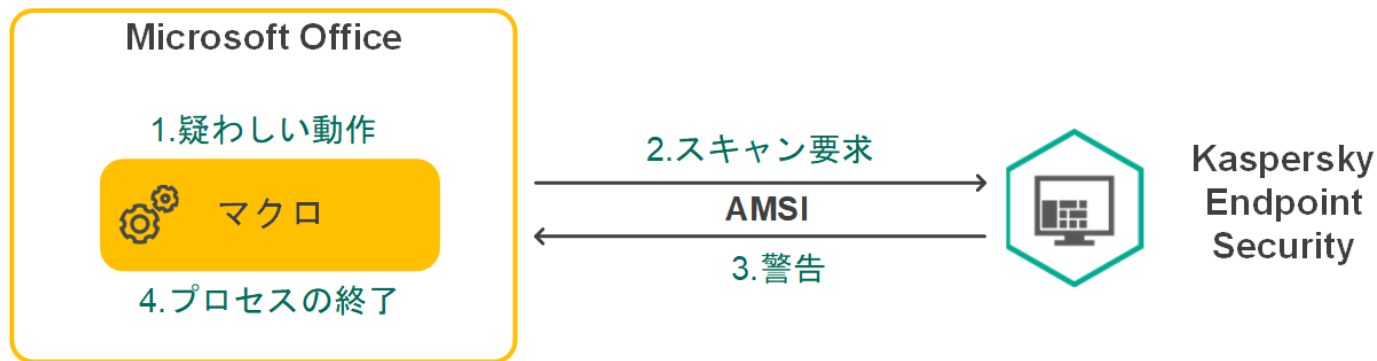 Microsoft Office
1.疑わしい動作
マクロ
4.プロセスの終了
2.スキャン要求
AMSI
3.警告
Kaspersky
Endpoint
Security